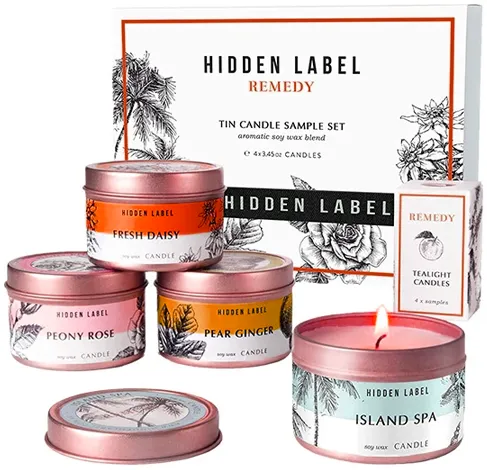 HIDDEN LABEL
REMEDY
TIN CANDLE SAMPLE SET
aromatic soy wax blend
℮ 4x3,45oz CANDLES
HIDDEN LABEL
REMEDY
TEALIGHT
CANDLES
4 x samples
HIDDEN LABEL
FRESH DAISY
soy wax CANDLE
HIDDEN LABEL
PEONY ROSE
soy wax CANDLE
HIDDEN LABEL
PEAR GINGER
soy wax CANDLE
HIDDEN LABEL
ISLAND SPA
soy wax CANDLE